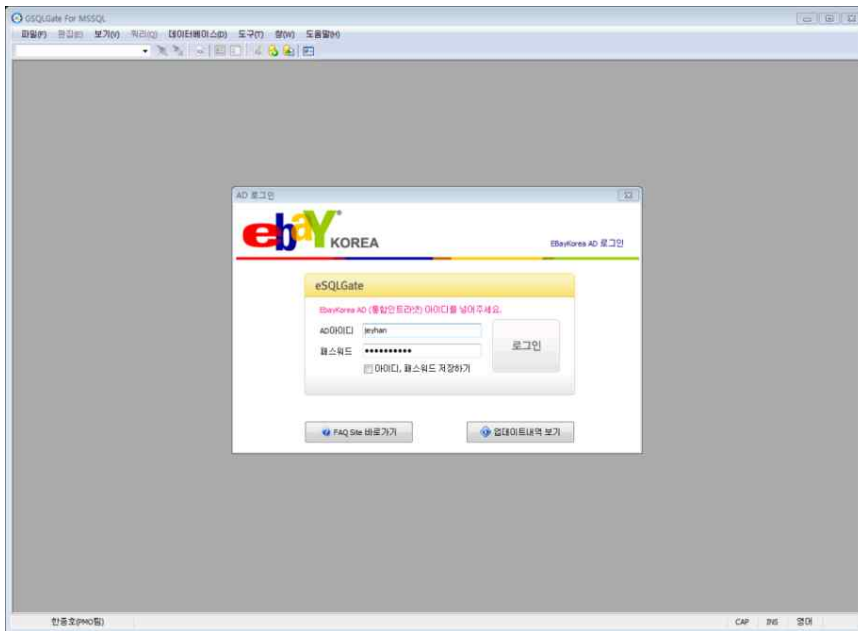 GSQLGate For MSSQL
파일(F) 편집(E) 보기(V) 쿼리(Q) 데이터베이스(D) 도구(T) 창(W) 도움말(H)
AD 로그인
ebaY® KOREA
EBayKorea AD 로그인
eSQLGate
EbayKorea AD (통합인트라넷) 아이디를 넣어주세요.
AD아이디 jeyhan
패스워드 ●●●●●●●●●●
로그인
아이디, 패스워드 저장하기
FAQ Site 바로가기 업데이트내역 보기
한종호(PMO팀) CAP INS 영어